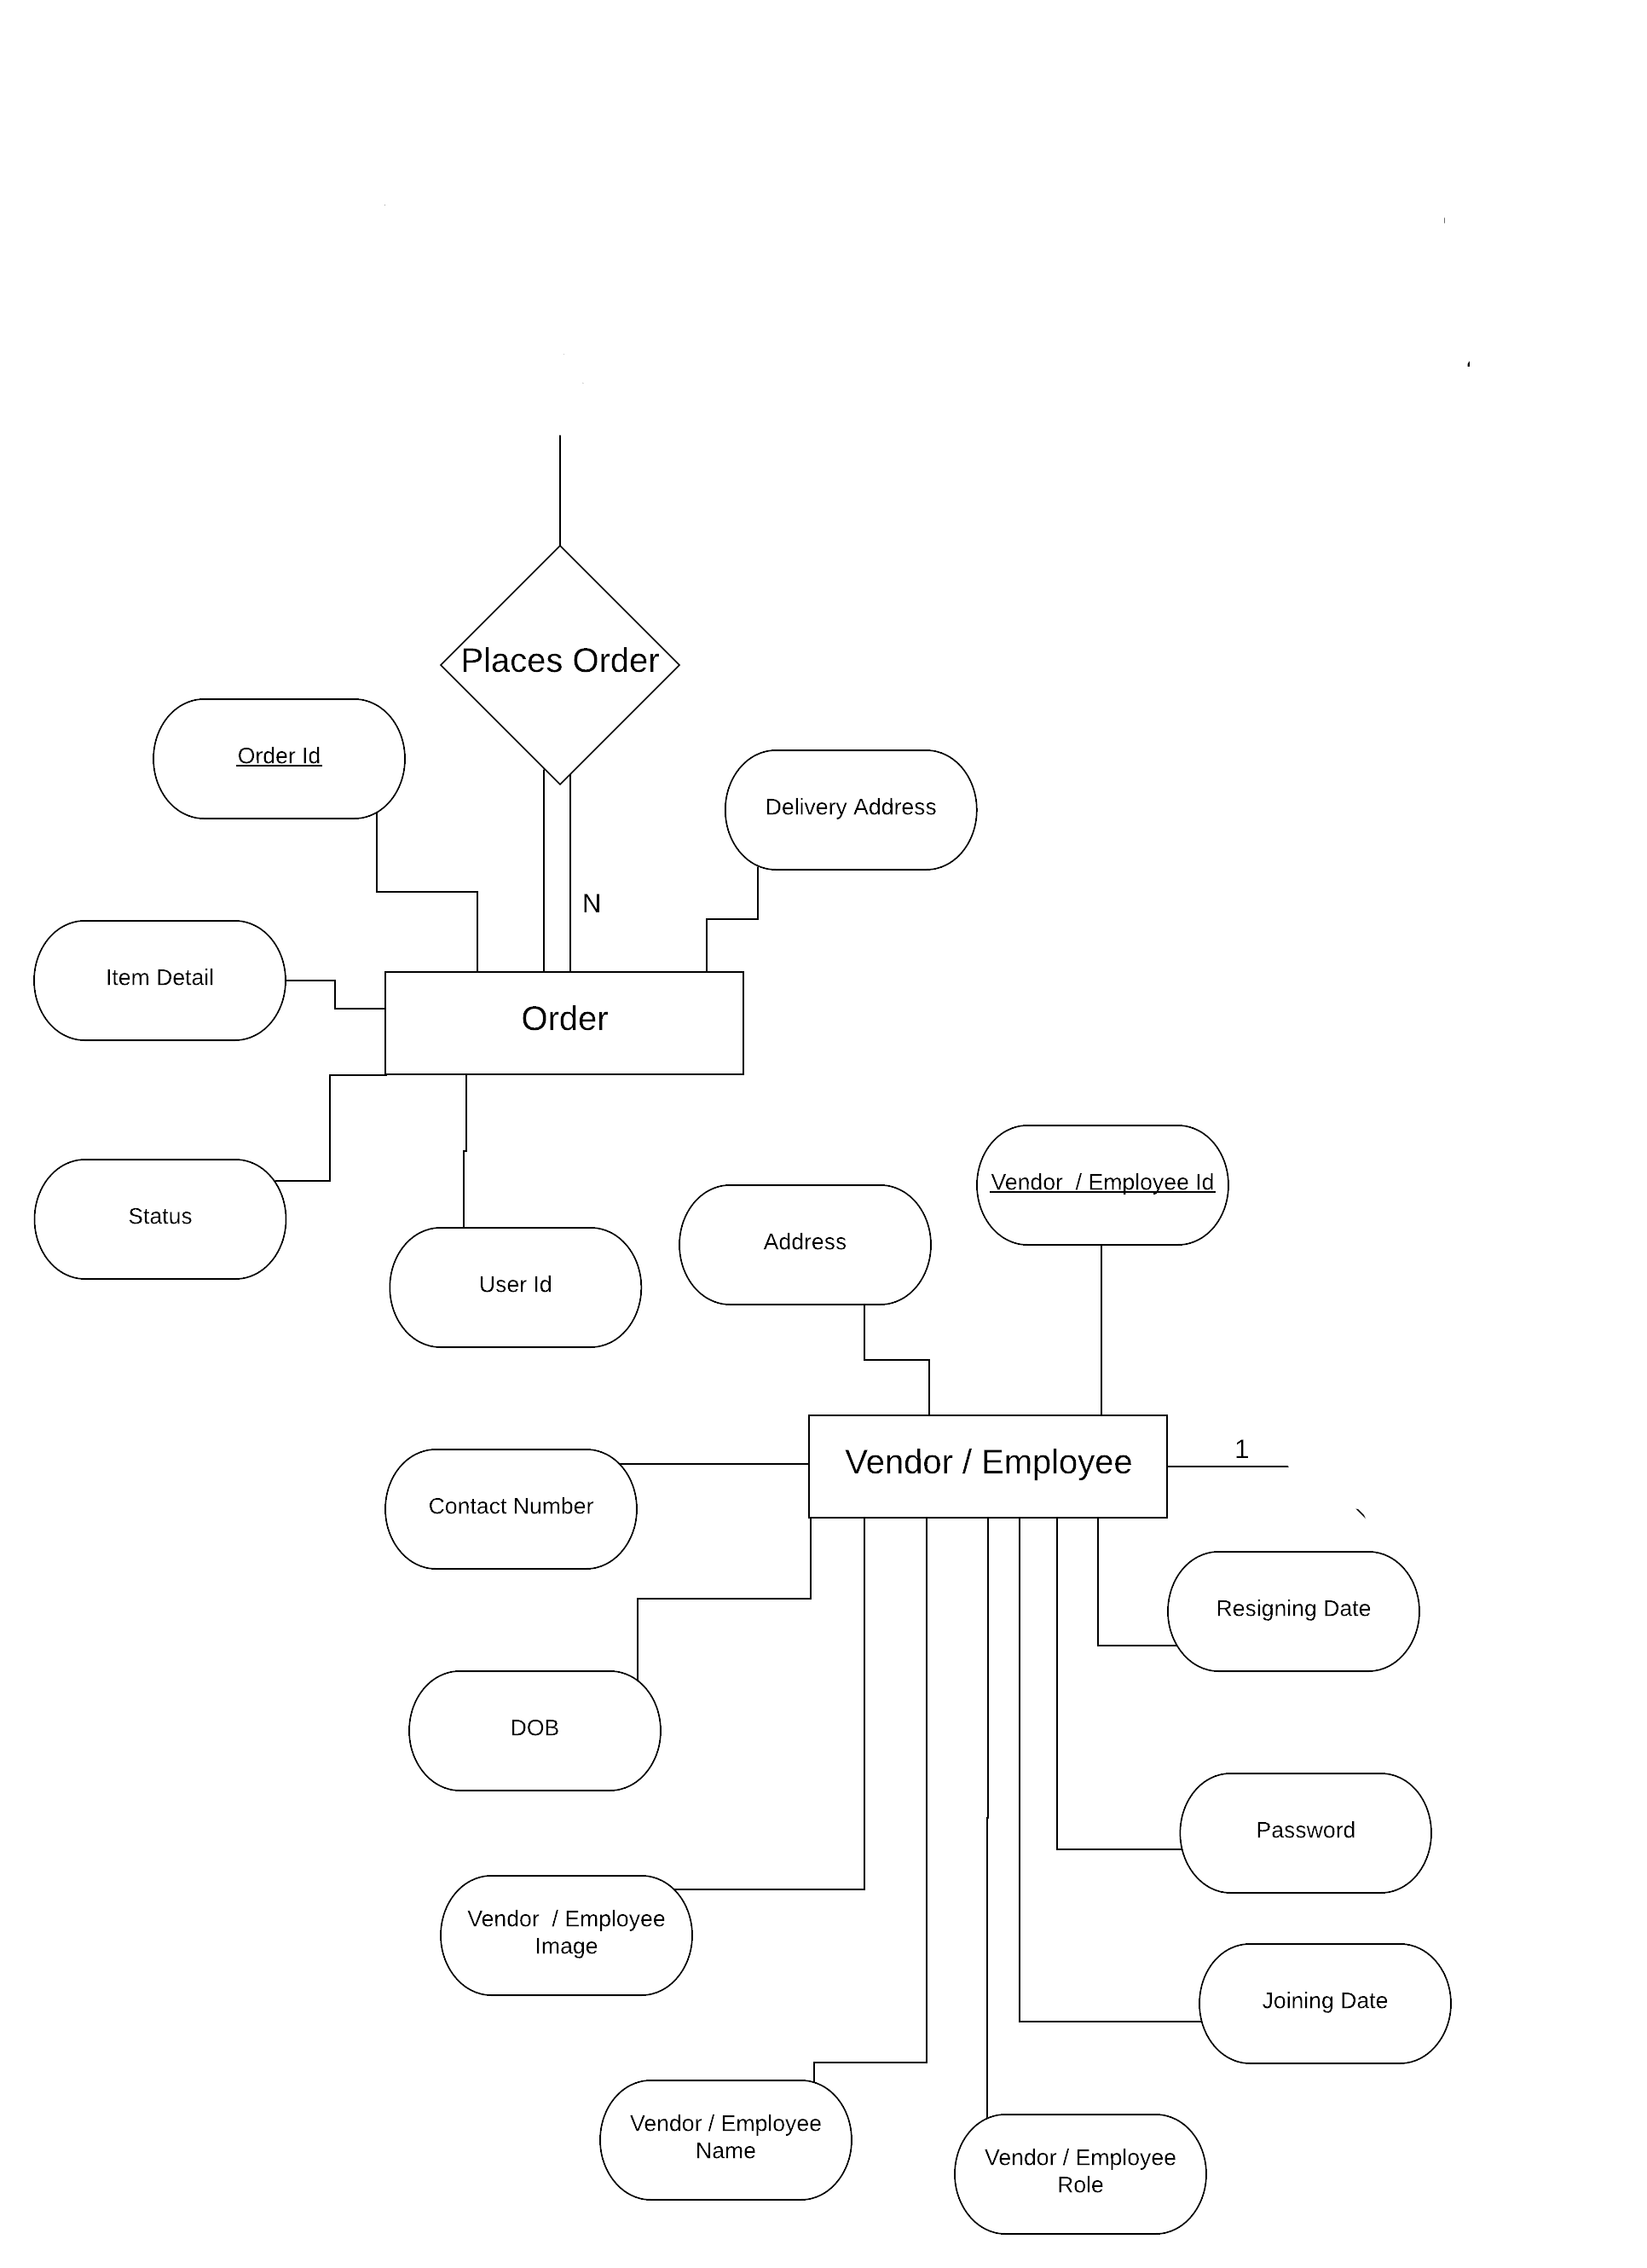 Places Order
Order Id
Delivery Address
N
Item Detail
Order
Status
User Id
Address
Vendor  / Employee Id
Vendor / Employee
1
Contact Number
Resigning Date
DOB
Password
Vendor  / Employee
Image
Joining Date
Vendor / Employee
Name
Vendor / Employee
Role